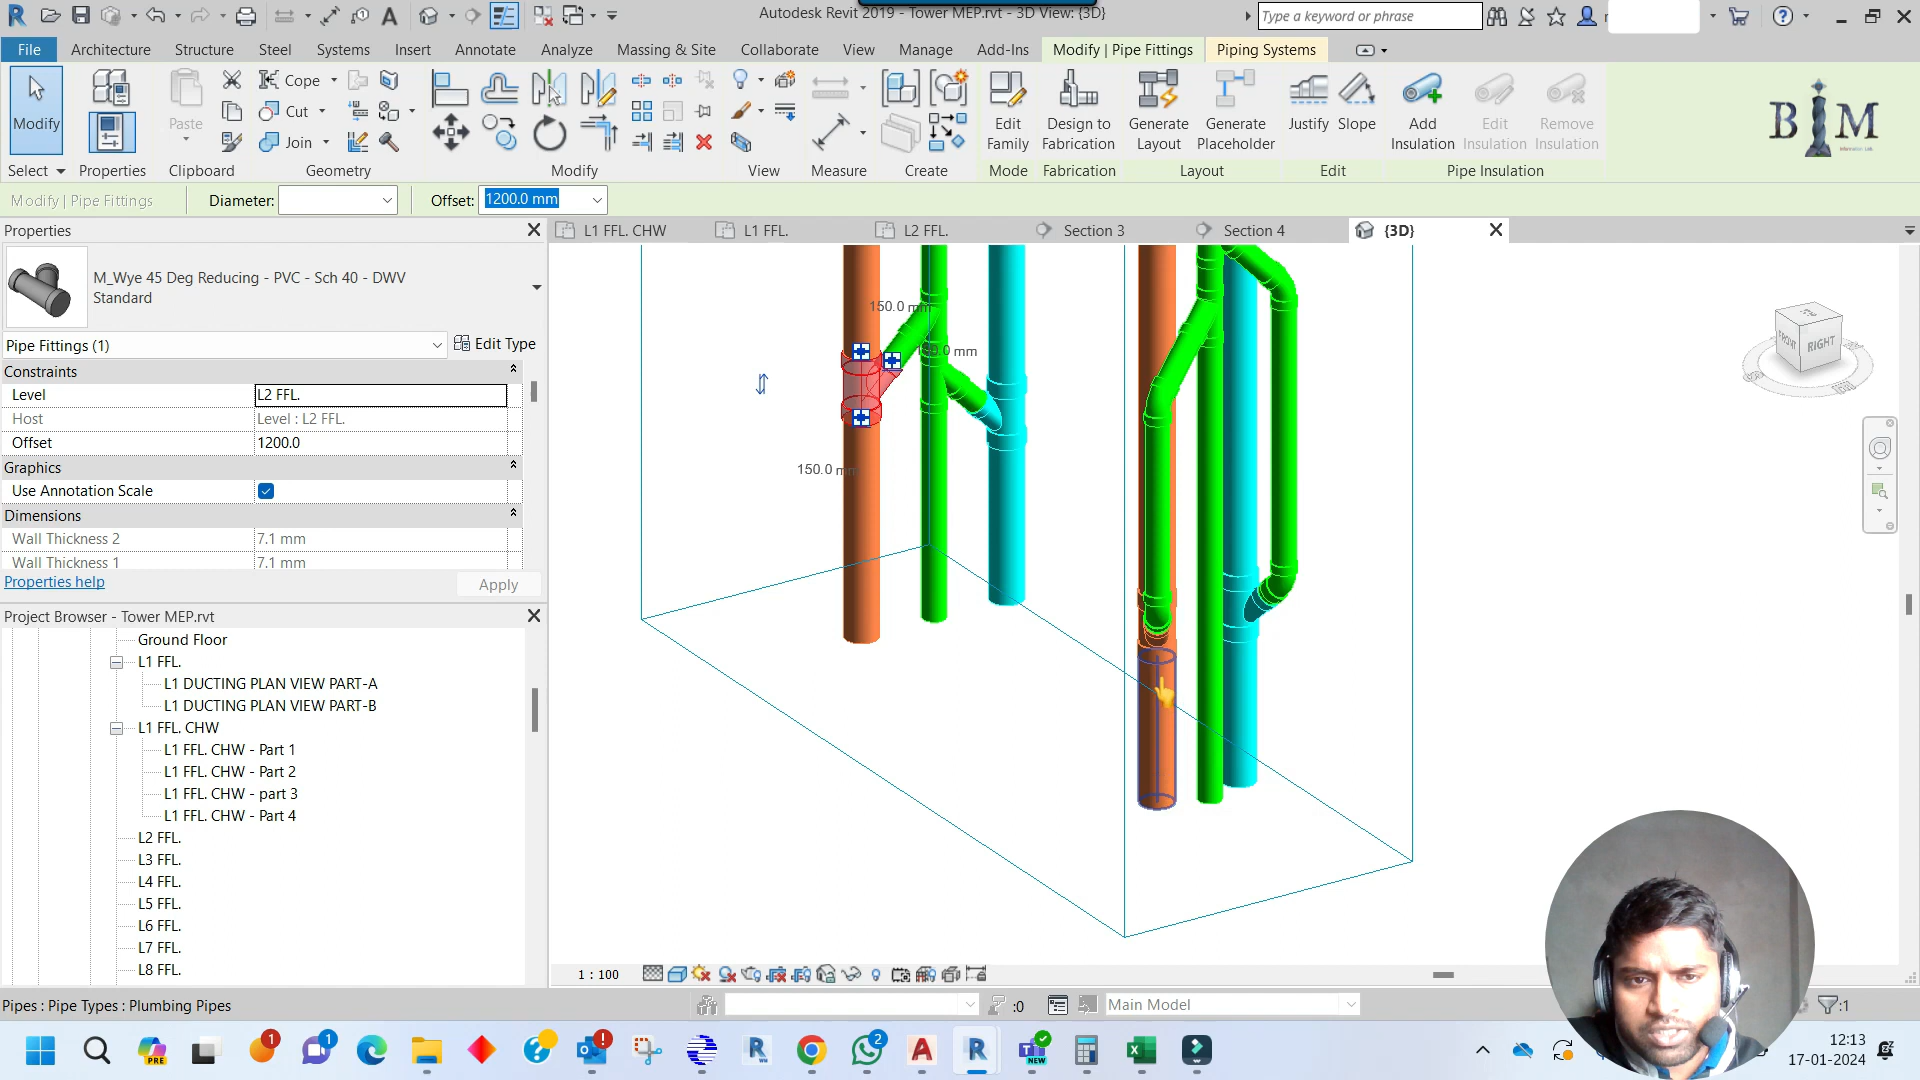 Autodesk Revit 2019 - Tower MEP.rvt - 3D View: {3D}
Type a keyword or phrase
File Architecture Structure Steel Systems Insert Annotate Analyze Massing & Site Collaborate View Manage Add-Ins Modify | Pipe Fittings Piping Systems
Modify
Paste
Cope
Cut
Join
Edit Family
Design to Fabrication
Generate Layout
Generate Placeholder
Justify
Slope
Add Insulation
Edit Insulation
Remove Insulation
BIM
Select Properties Clipboard Geometry Modify View Measure Create Mode Fabrication Layout Edit Pipe Insulation
Modify | Pipe Fittings Diameter: Offset: 1200.0 mm
Properties
L1 FFL. CHW L1 FFL. L2 FFL. Section 3 Section 4 {3D}
M_Wye 45 Deg Reducing - PVC - Sch 40 - DWV
Standard
Pipe Fittings (1) Edit Type
Constraints
Level L2 FFL.
Host Level : L2 FFL.
Offset 1200.0
Graphics
Use Annotation Scale
Dimensions
Wall Thickness 2 7.1 mm
Wall Thickness 1 7.1 mm
Properties help Apply
150.0 mm
150.0 mm
FRONT RIGHT
Project Browser - Tower MEP.rvt
Ground Floor
L1 FFL.
L1 DUCTING PLAN VIEW PART-A
L1 DUCTING PLAN VIEW PART-B
L1 FFL. CHW
L1 FFL. CHW - Part 1
L1 FFL. CHW - Part 2
L1 FFL. CHW - part 3
L1 FFL. CHW - Part 4
L2 FFL.
L3 FFL.
L4 FFL.
L5 FFL.
L6 FFL.
L7 FFL.
L8 FFL.
1 : 100
Pipes : Pipe Types : Plumbing Pipes :0 Main Model :1
PRE
1
1
2
NEW
12:13
17-01-2024